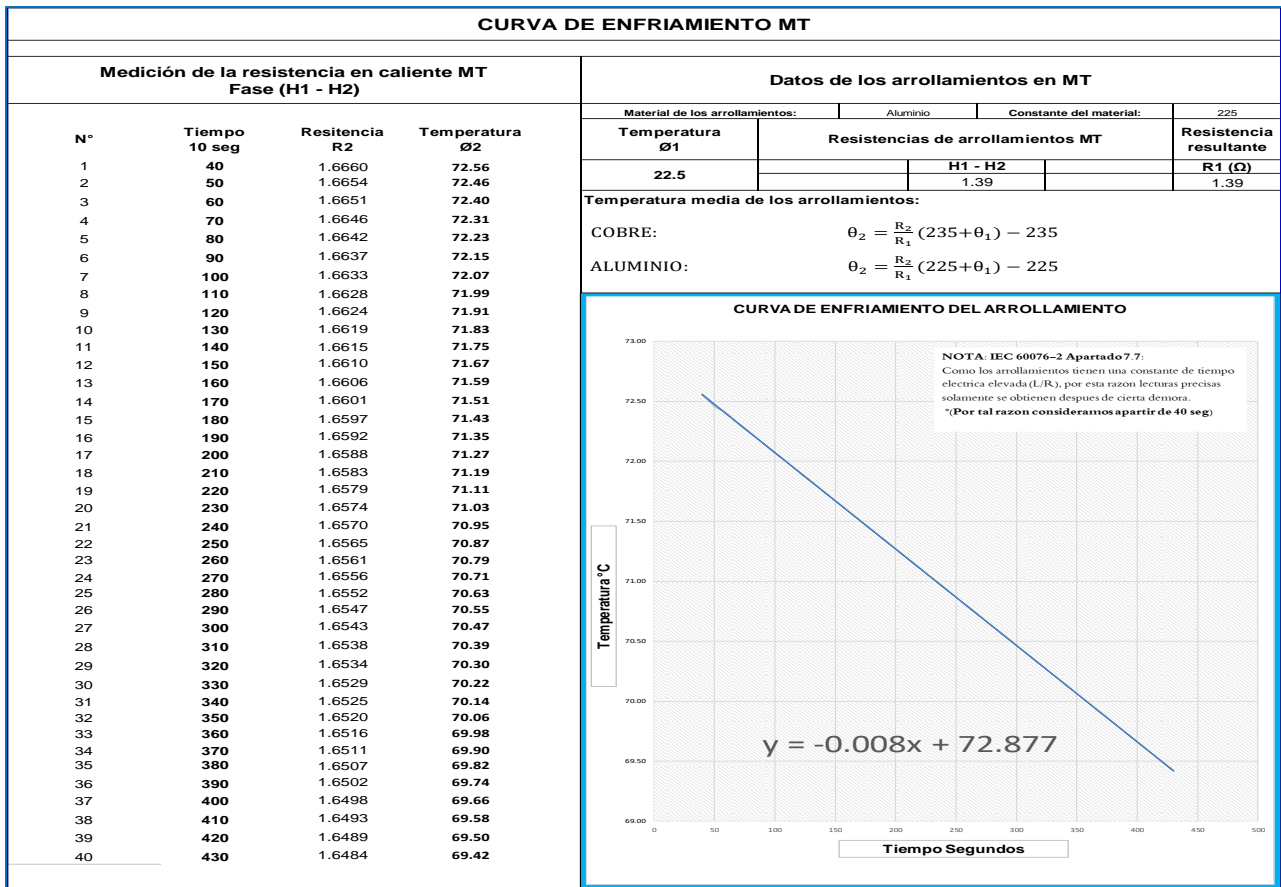 CURVA DE ENFRIAMIENTO MT
Medición de la resistencia en caliente MT
Fase (H1 - H2)
N° Tiempo 10 seg Resitencia R2 Temperatura Ø2
1 40 1.6660 72.56
2 50 1.6654 72.46
3 60 1.6651 72.40
4 70 1.6646 72.31
5 80 1.6642 72.23
6 90 1.6637 72.15
7 100 1.6633 72.07
8 110 1.6628 71.99
9 120 1.6624 71.91
10 130 1.6619 71.83
11 140 1.6615 71.75
12 150 1.6610 71.67
13 160 1.6606 71.59
14 170 1.6601 71.51
15 180 1.6597 71.43
16 190 1.6592 71.35
17 200 1.6588 71.27
18 210 1.6583 71.19
19 220 1.6579 71.11
20 230 1.6574 71.03
21 240 1.6570 70.95
22 250 1.6565 70.87
23 260 1.6561 70.79
24 270 1.6556 70.71
25 280 1.6552 70.63
26 290 1.6547 70.55
27 300 1.6543 70.47
28 310 1.6538 70.39
29 320 1.6534 70.30
30 330 1.6529 70.22
31 340 1.6525 70.14
32 350 1.6520 70.06
33 360 1.6516 69.98
34 370 1.6511 69.90
35 380 1.6507 69.82
36 390 1.6502 69.74
37 400 1.6498 69.66
38 410 1.6493 69.58
39 420 1.6489 69.50
40 430 1.6484 69.42
Datos de los arrollamientos en MT
Material de los arrollamientos: Aluminio Constante del material: 225
Temperatura Ø1 Resistencias de arrollamientos MT Resistencia resultante
22.5 H1 - H2 R1 (Ω)
1.39 1.39
Temperatura media de los arrollamientos:
COBRE: θ₂ = R₂/R₁ (235+θ₁) − 235
ALUMINIO: θ₂ = R₂/R₁ (225+θ₁) − 225
CURVA DE ENFRIAMIENTO DEL ARROLLAMIENTO
NOTA: IEC 60076–2 Apartado 7.7:
Como los arrollamientos tienen una constante de tiempo
electrica elevada (L/R), por esta razon lecturas precisas
solamente se obtienen despues de cierta demora.
*(Por tal razon consideramos apartir de 40 seg)
73.00
72.50
72.00
71.50
71.00
70.50
70.00
69.50
69.00
Temperatura °C
y = -0.008x + 72.877
0 50 100 150 200 250 300 350 400 450 500
Tiempo Segundos